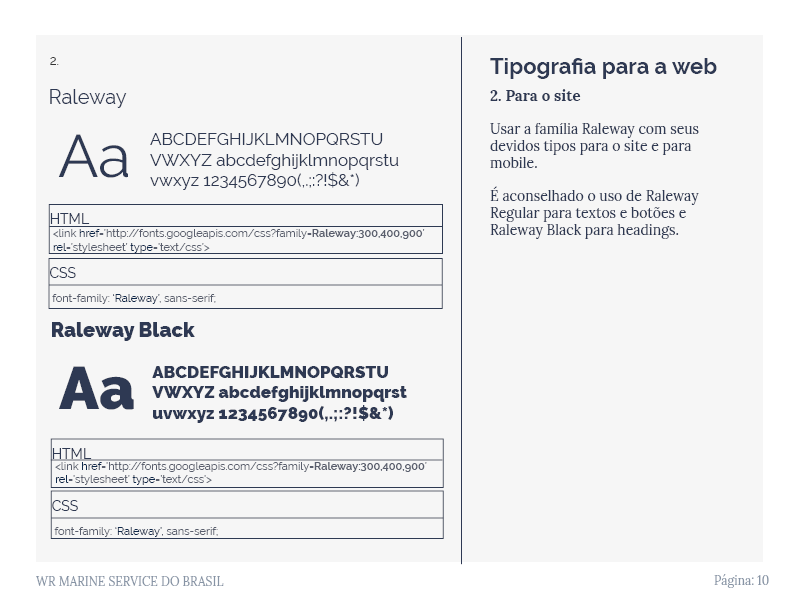 2.
Raleway
Aa
ABCDEFGHIJKLMNOPQRSTU
VWXYZ abcdefghijklmnopqrstu
vwxyz 1234567890(,.;:?!$&*)
HTML
<link href='http://fonts.googleapis.com/css?family=Raleway:300,400,900'
rel='stylesheet' type='text/css'>
CSS
font-family: 'Raleway', sans-serif;
Raleway Black
Aa
ABCDEFGHIJKLMNOPQRSTU
VWXYZ abcdefghijklmnopqrst
uvwxyz 1234567890(,.;:?!$&*)
HTML
<link href='http://fonts.googleapis.com/css?family=Raleway:300,400,900'
rel='stylesheet' type='text/css'>
CSS
font-family: 'Raleway', sans-serif;
Tipografia para a web
2. Para o site
Usar a família Raleway com seus
devidos tipos para o site e para
mobile.
É aconselhado o uso de Raleway
Regular para textos e botões e
Raleway Black para headings.
WR MARINE SERVICE DO BRASIL
Página: 10